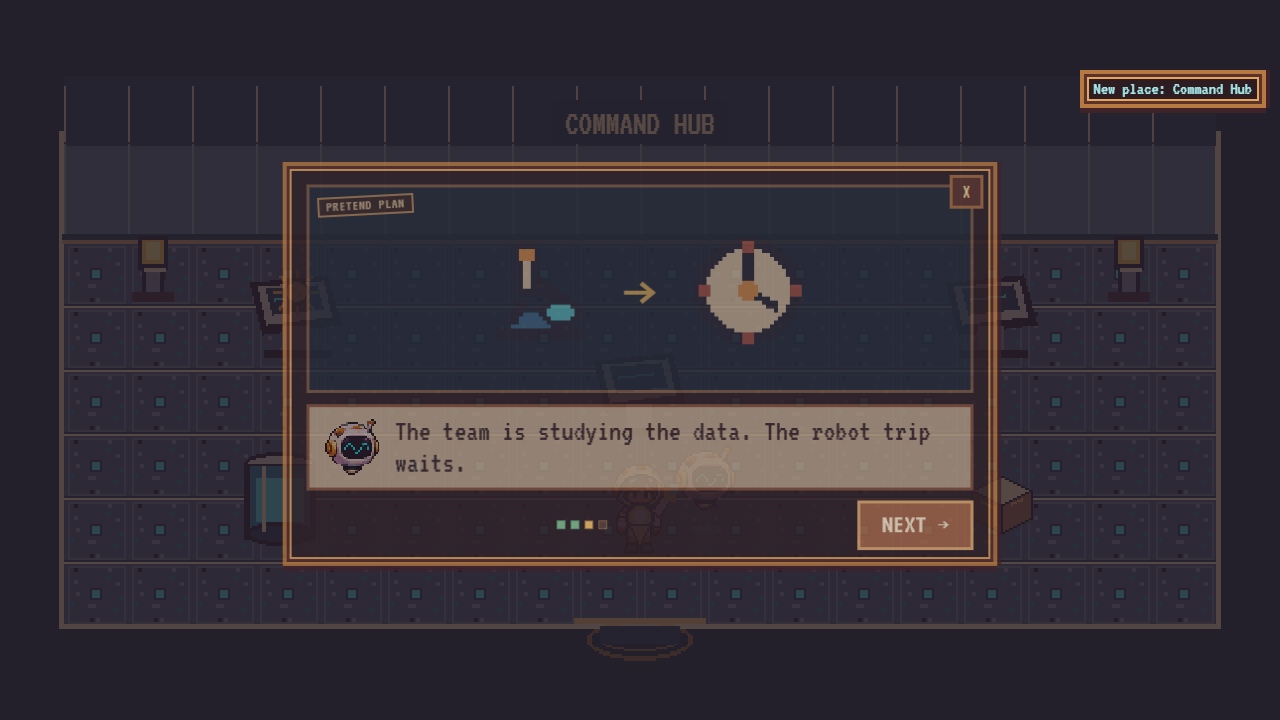 New place: Command Hub
COMMAND HUB
PRETEND PLAN
X
The team is studying the data. The robot trip
waits.
NEXT →